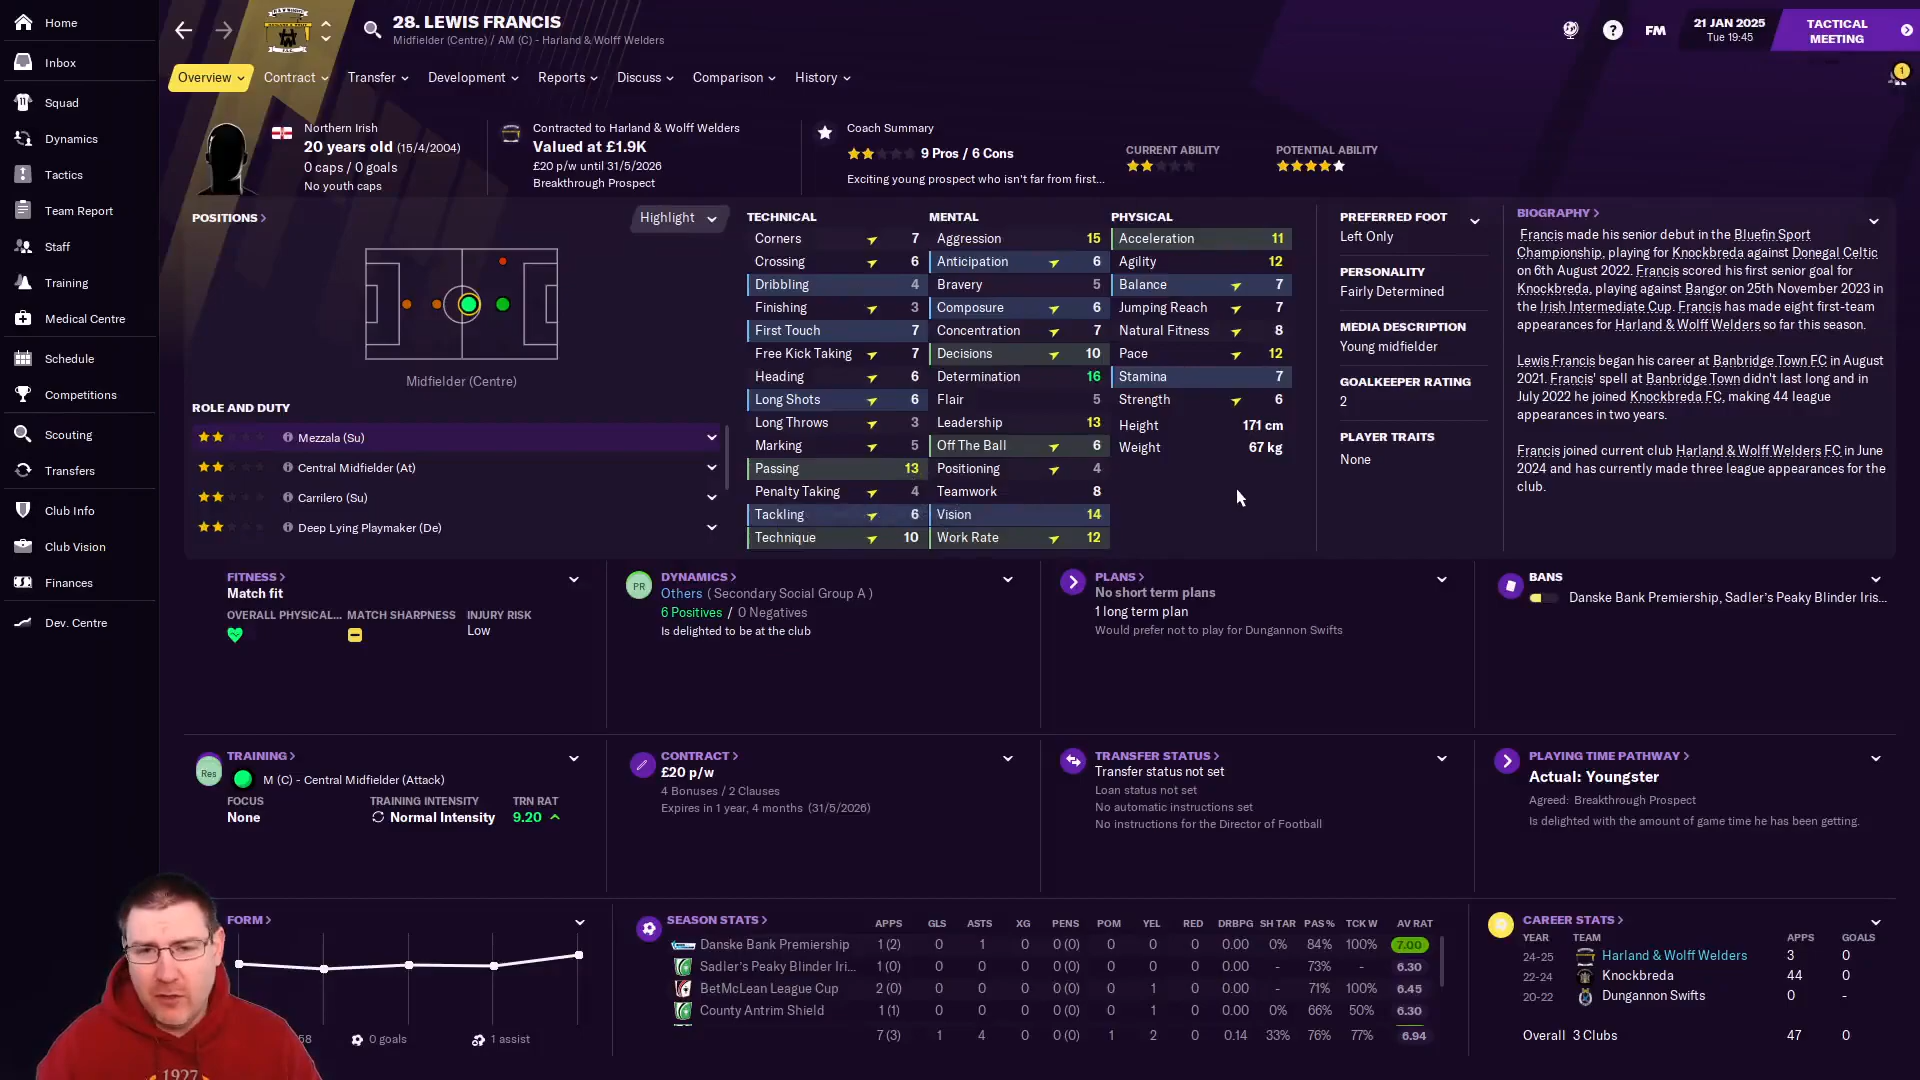 Home
Inbox
Squad
Dynamics
Tactics
Team Report
Staff
Training
Medical Centre
Schedule
Competitions
Scouting
Transfers
Club Info
Club Vision
Finances
Dev. Centre
28. LEWIS FRANCIS
Midfielder (Centre) / AM (C) - Harland & Wolff Welders
FM
21 JAN 2025
Tue 19:45
TACTICAL MEETING
1
Overview Contract Transfer Development Reports Discuss Comparison History
Northern Irish
20 years old (15/4/2004)
0 caps / 0 goals
No youth caps
Contracted to Harland & Wolff Welders
Valued at £1.9K
£20 p/w until 31/5/2026
Breakthrough Prospect
Coach Summary
9 Pros / 6 Cons
Exciting young prospect who isn't far from first...
CURRENT ABILITY
POTENTIAL ABILITY
POSITIONS
Highlight
Midfielder (Centre)
ROLE AND DUTY
Mezzala (Su)
Central Midfielder (At)
Carrilero (Su)
Deep Lying Playmaker (De)
TECHNICAL
Corners 7
Crossing 6
Dribbling 4
Finishing 3
First Touch 7
Free Kick Taking 7
Heading 6
Long Shots 6
Long Throws 3
Marking 5
Passing 13
Penalty Taking 4
Tackling 6
Technique 10
MENTAL
Aggression 15
Anticipation 6
Bravery 5
Composure 6
Concentration 7
Decisions 10
Determination 16
Flair 5
Leadership 13
Off The Ball 6
Positioning 4
Teamwork 8
Vision 14
Work Rate 12
PHYSICAL
Acceleration 11
Agility 12
Balance 7
Jumping Reach 7
Natural Fitness 8
Pace 12
Stamina 7
Strength 6
Height 171 cm
Weight 67 kg
PREFERRED FOOT
Left Only
PERSONALITY
Fairly Determined
MEDIA DESCRIPTION
Young midfielder
GOALKEEPER RATING
2
PLAYER TRAITS
None
BIOGRAPHY
Francis made his senior debut in the Bluefin Sport
Championship, playing for Knockbreda against Donegal Celtic
on 6th August 2022. Francis scored his first senior goal for
Knockbreda, playing against Bangor on 25th November 2023 in
the Irish Intermediate Cup. Francis has made eight first-team
appearances for Harland & Wolff Welders so far this season.
Lewis Francis began his career at Banbridge Town FC in August
2021. Francis' spell at Banbridge Town didn't last long and in
July 2022 he joined Knockbreda FC, making 44 league
appearances in two years.
Francis joined current club Harland & Wolff Welders FC in June
2024 and has currently made three league appearances for the
club.
FITNESS
Match fit
OVERALL PHYSICAL... MATCH SHARPNESS INJURY RISK
Low
PR
DYNAMICS
Others ( Secondary Social Group A )
6 Positives / 0 Negatives
Is delighted to be at the club
PLANS
No short term plans
1 long term plan
Would prefer not to play for Dungannon Swifts
BANS
Danske Bank Premiership, Sadler's Peaky Blinder Iris...
Res
TRAINING
M (C) - Central Midfielder (Attack)
FOCUS
None
TRAINING INTENSITY
Normal Intensity
TRN RAT
9.20
CONTRACT
£20 p/w
4 Bonuses / 2 Clauses
Expires in 1 year, 4 months (31/5/2026)
TRANSFER STATUS
Transfer status not set
Loan status not set
No automatic instructions set
No instructions for the Director of Football
PLAYING TIME PATHWAY
Actual: Youngster
Agreed: Breakthrough Prospect
Is delighted with the amount of game time he has been getting.
FORM
58 0 goals 1 assist
1927
SEASON STATS APPS GLS ASTS XG PENS POM YEL RED DRBPG SH TAR PAS% TCK W AV RAT
Danske Bank Premiership 1 (2) 0 1 0 0 (0) 0 0 0 0.00 0% 84% 100% 7.00
Sadler's Peaky Blinder Iri... 1 (0) 0 0 0 0 (0) 0 0 0 0.00 - 73% - 6.30
BetMcLean League Cup 2 (0) 0 0 0 0 (0) 0 1 0 0.00 - 71% 100% 6.45
County Antrim Shield 1 (1) 0 0 0 0 (0) 0 1 0 0.00 0% 66% 50% 6.30
7 (3) 1 4 0 0 (0) 1 2 0 0.14 33% 76% 77% 6.94
CAREER STATS
YEAR TEAM APPS GOALS
24-25 Harland & Wolff Welders 3 0
22-24 Knockbreda 44 0
20-22 Dungannon Swifts 0 -
Overall 3 Clubs 47 0